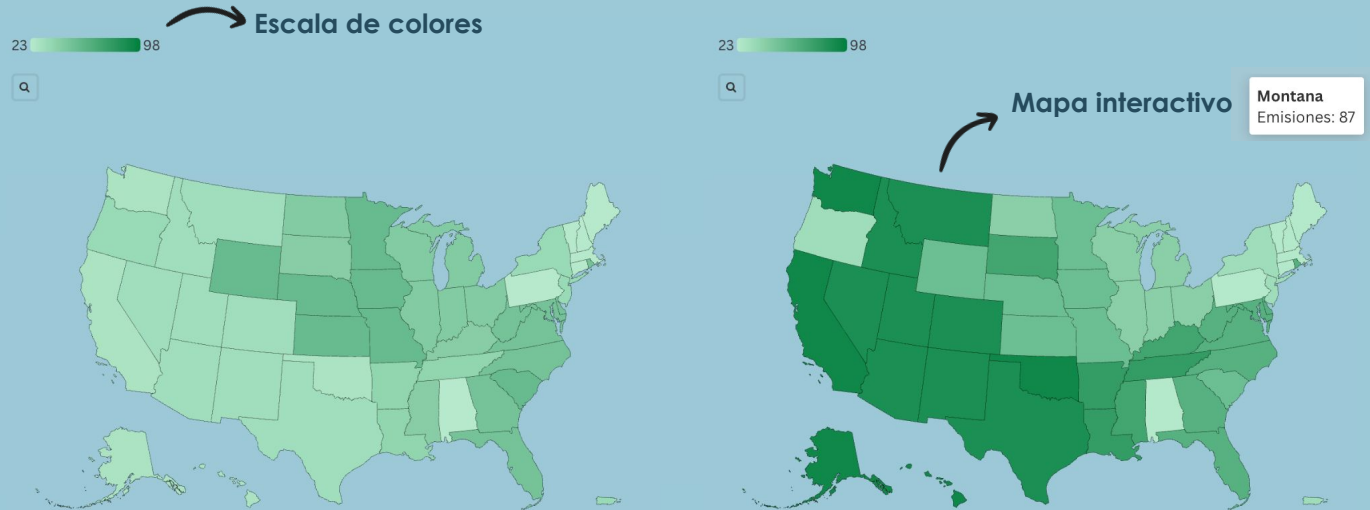 Escala de colores
23 98
23 98
Mapa interactivo
Montana
Emisiones: 87